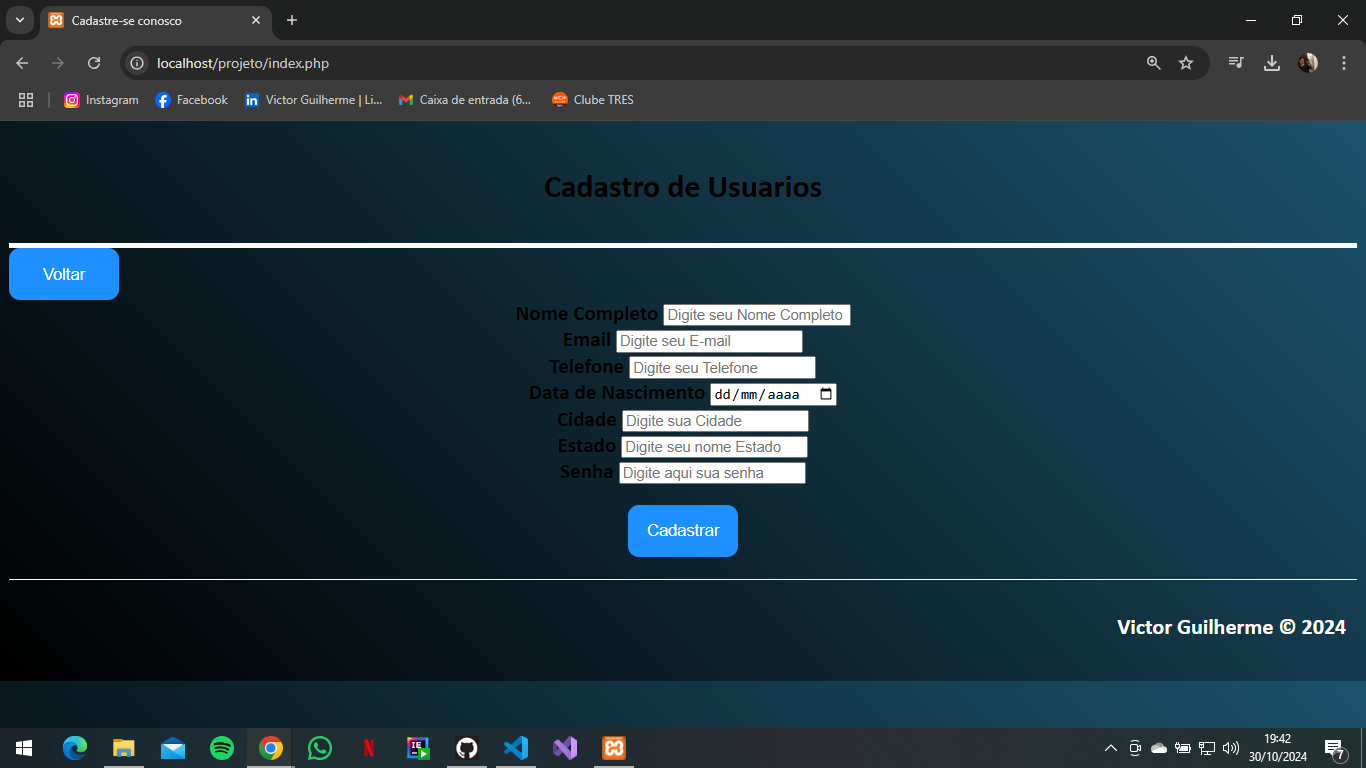 Cadastre-se conosco
localhost/projeto/index.php
Instagram
Facebook
Victor Guilherme | Li...
Caixa de entrada (6...
Clube TRES
Cadastro de Usuarios
Voltar
Nome Completo Digite seu Nome Completo
Email Digite seu E-mail
Telefone Digite seu Telefone
Data de Nascimento dd/mm/aaaa
Cidade Digite sua Cidade
Estado Digite seu nome Estado
Senha Digite aqui sua senha
Cadastrar
Victor Guilherme © 2024
19:42
30/10/2024
7